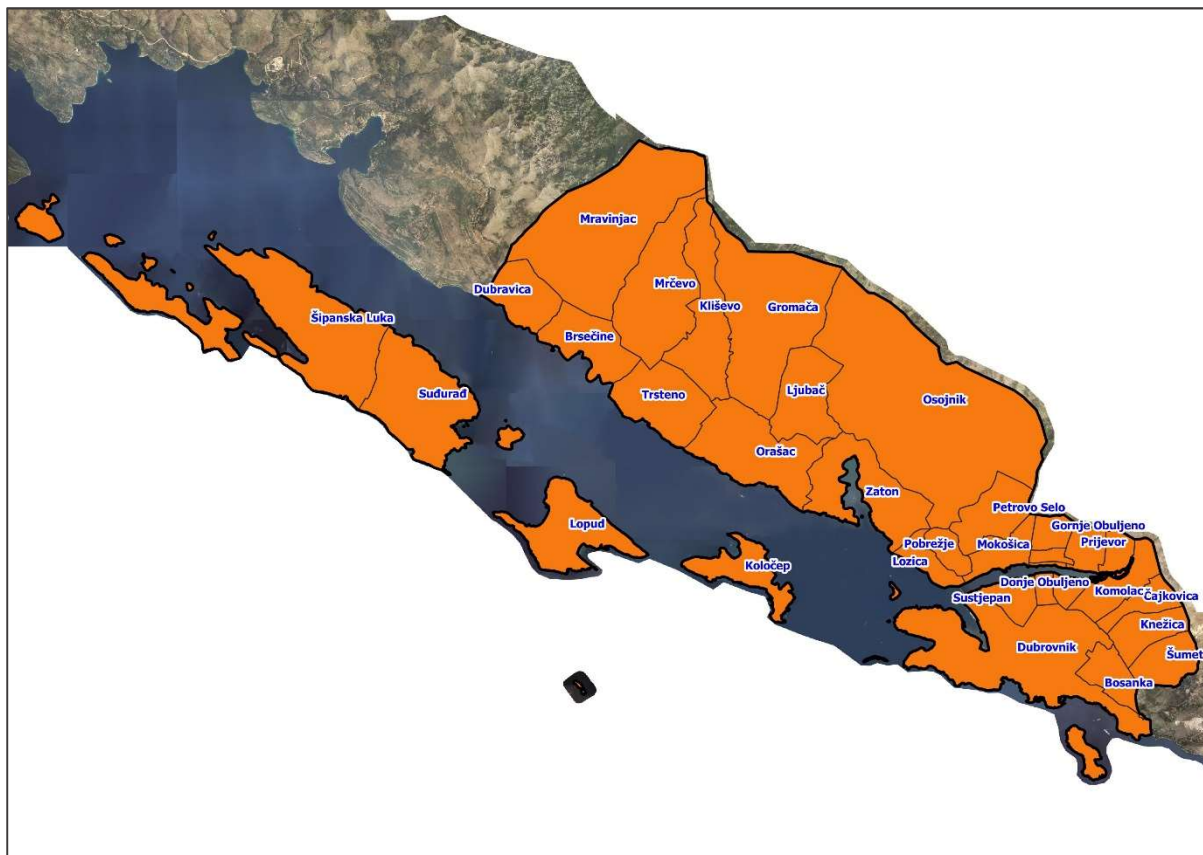 Mravinjac
Mrčevo
Dubravica
Kliševo
Gromača
Šipanska Luka
Brsečine
Suđurađ
Trsteno
Ljubač
Osojnik
Orašac
Zaton
Petrovo Selo
Lopud
Gornje Obuljeno
Pobrežje
Mokošica
Prijevor
Lozica
Koločep
Donje Obuljeno
Komolac
Čajkovica
Sustjepan
Knežica
Dubrovnik
Šumet
Bosanka